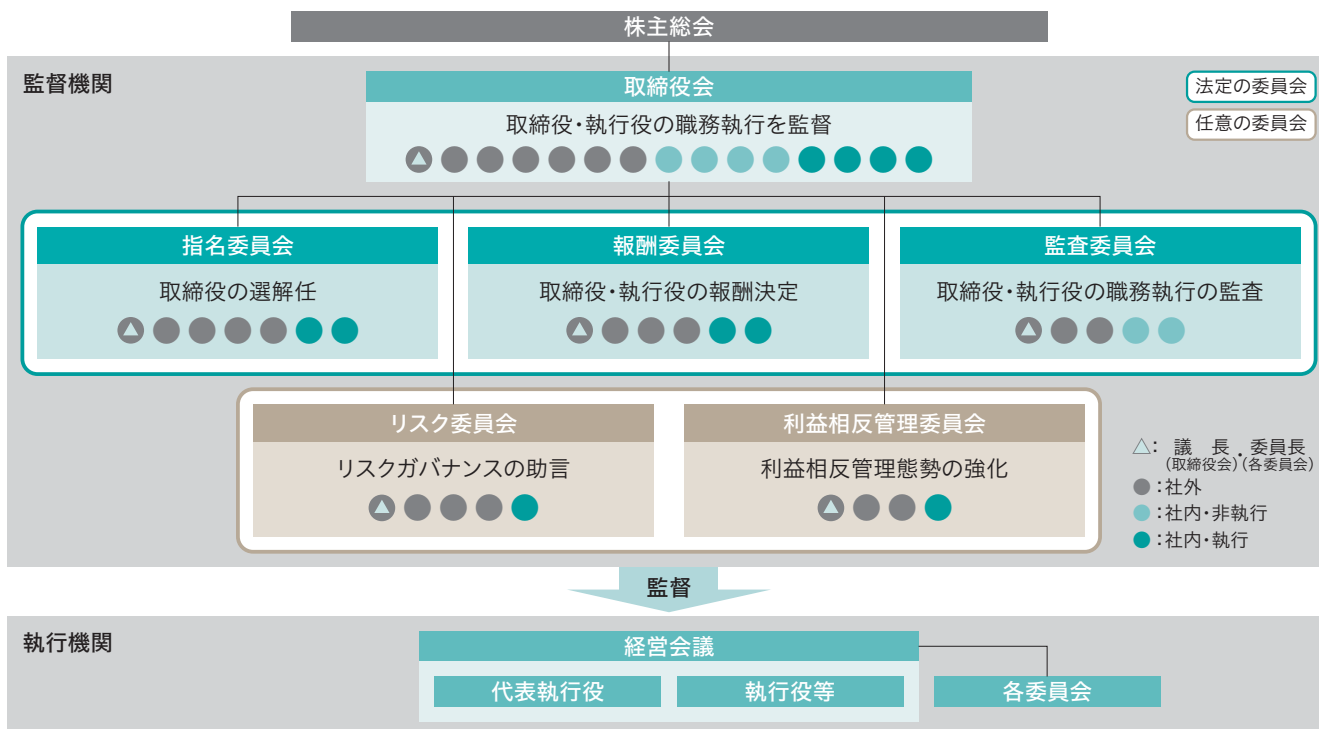 株主総会
監督機関
取締役会
取締役・執行役の職務執行を監督
法定の委員会
任意の委員会
指名委員会
取締役の選解任
報酬委員会
取締役・執行役の報酬決定
監査委員会
取締役・執行役の職務執行の監査
リスク委員会
リスクガバナンスの助言
利益相反管理委員会
利益相反管理態勢の強化
△：議長・委員長
(取締役会)(各委員会)
●：社外
●：社内・非執行
●：社内・執行
監督
執行機関
経営会議
代表執行役
執行役等
各委員会